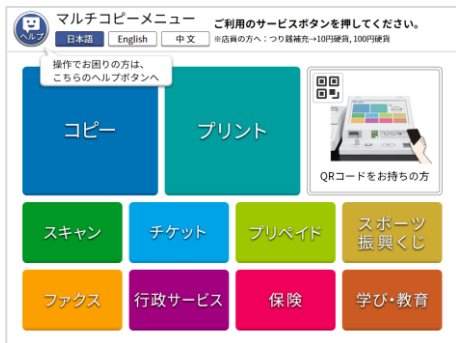 マルチコピーメニュー
ご利用のサービスボタンを押してください。
ヘルプ
日本語 English 中文 ※店員の方へ:つり銭補充→10円硬貨, 100円硬貨
操作でお困りの方は、
こちらのヘルプボタンへ
コピー プリント
QRコードをお持ちの方
スキャン チケット プリペイド スポーツ
振興くじ
ファクス 行政サービス 保険 学び・教育